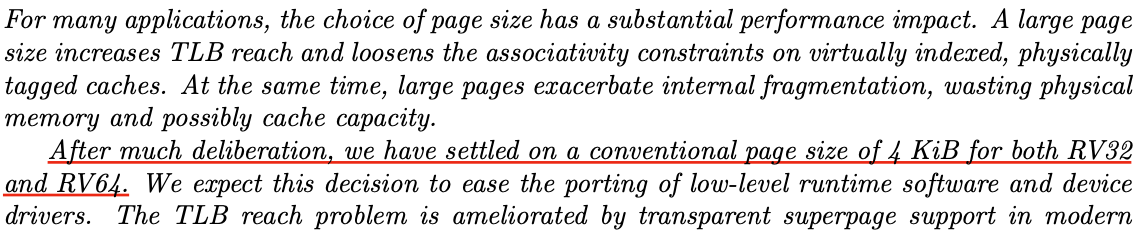 For many applications, the choice of page size has a substantial performance impact. A large page
size increases TLB reach and loosens the associativity constraints on virtually indexed, physically
tagged caches. At the same time, large pages exacerbate internal fragmentation, wasting physical
memory and possibly cache capacity.
After much deliberation, we have settled on a conventional page size of 4 KiB for both RV32
and RV64. We expect this decision to ease the porting of low-level runtime software and device
drivers. The TLB reach problem is ameliorated by transparent superpage support in modern